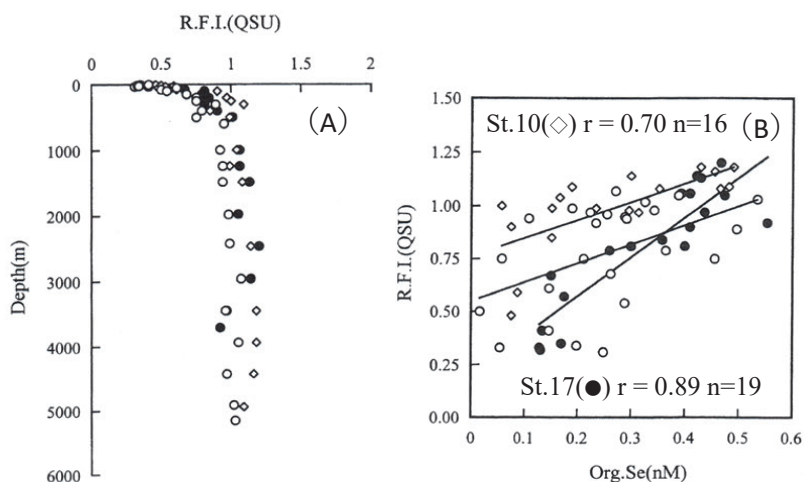 R.F.I.(QSU)
0 0.5 1 1.5 2
0
1000
2000
3000
4000
5000
6000
Depth(m)
(A)
1.50
1.25
1.00
0.75
0.50
0.25
0.00
R.F.I.(QSU)
St.10(◇) r = 0.70 n=16 (B)
St.17(●) r = 0.89 n=19
0 0.1 0.2 0.3 0.4 0.5 0.6
Org.Se(nM)